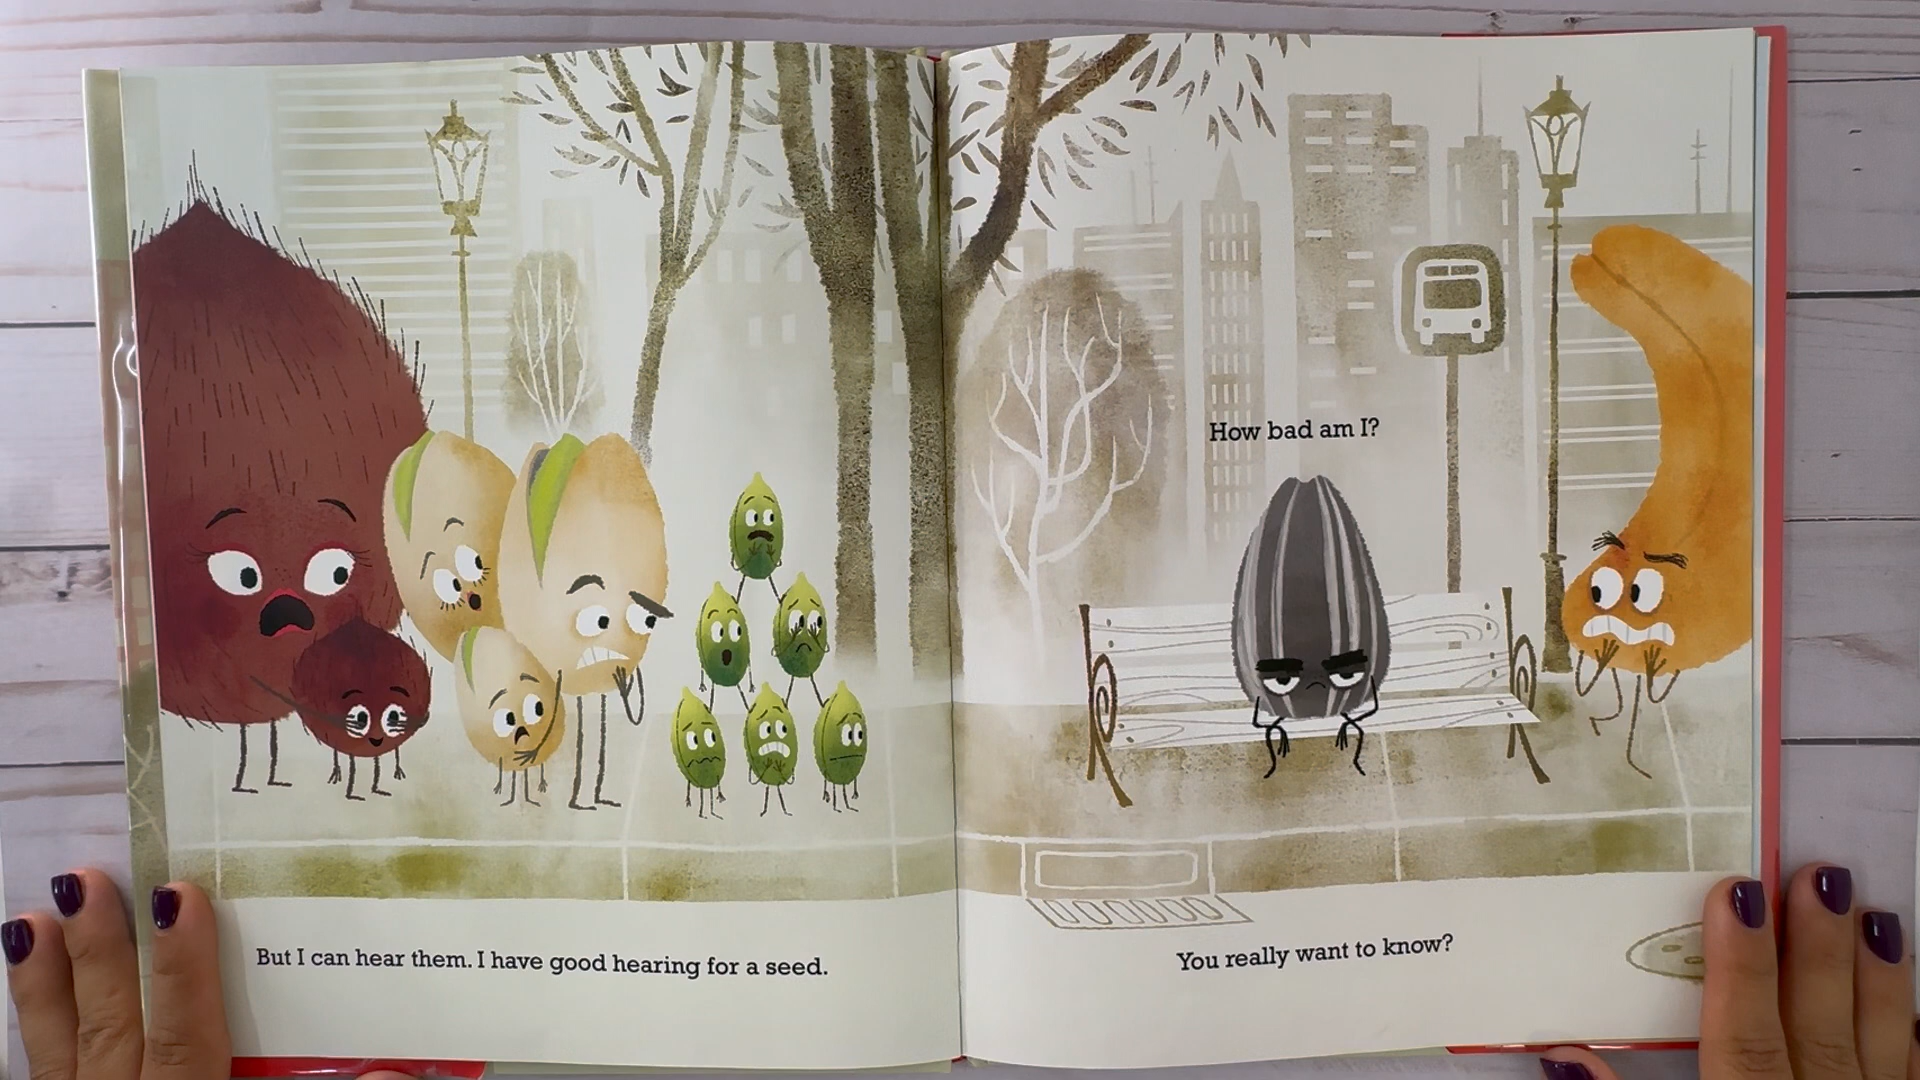 But I can hear them. I have good hearing for a seed.
How bad am I?
You really want to know?